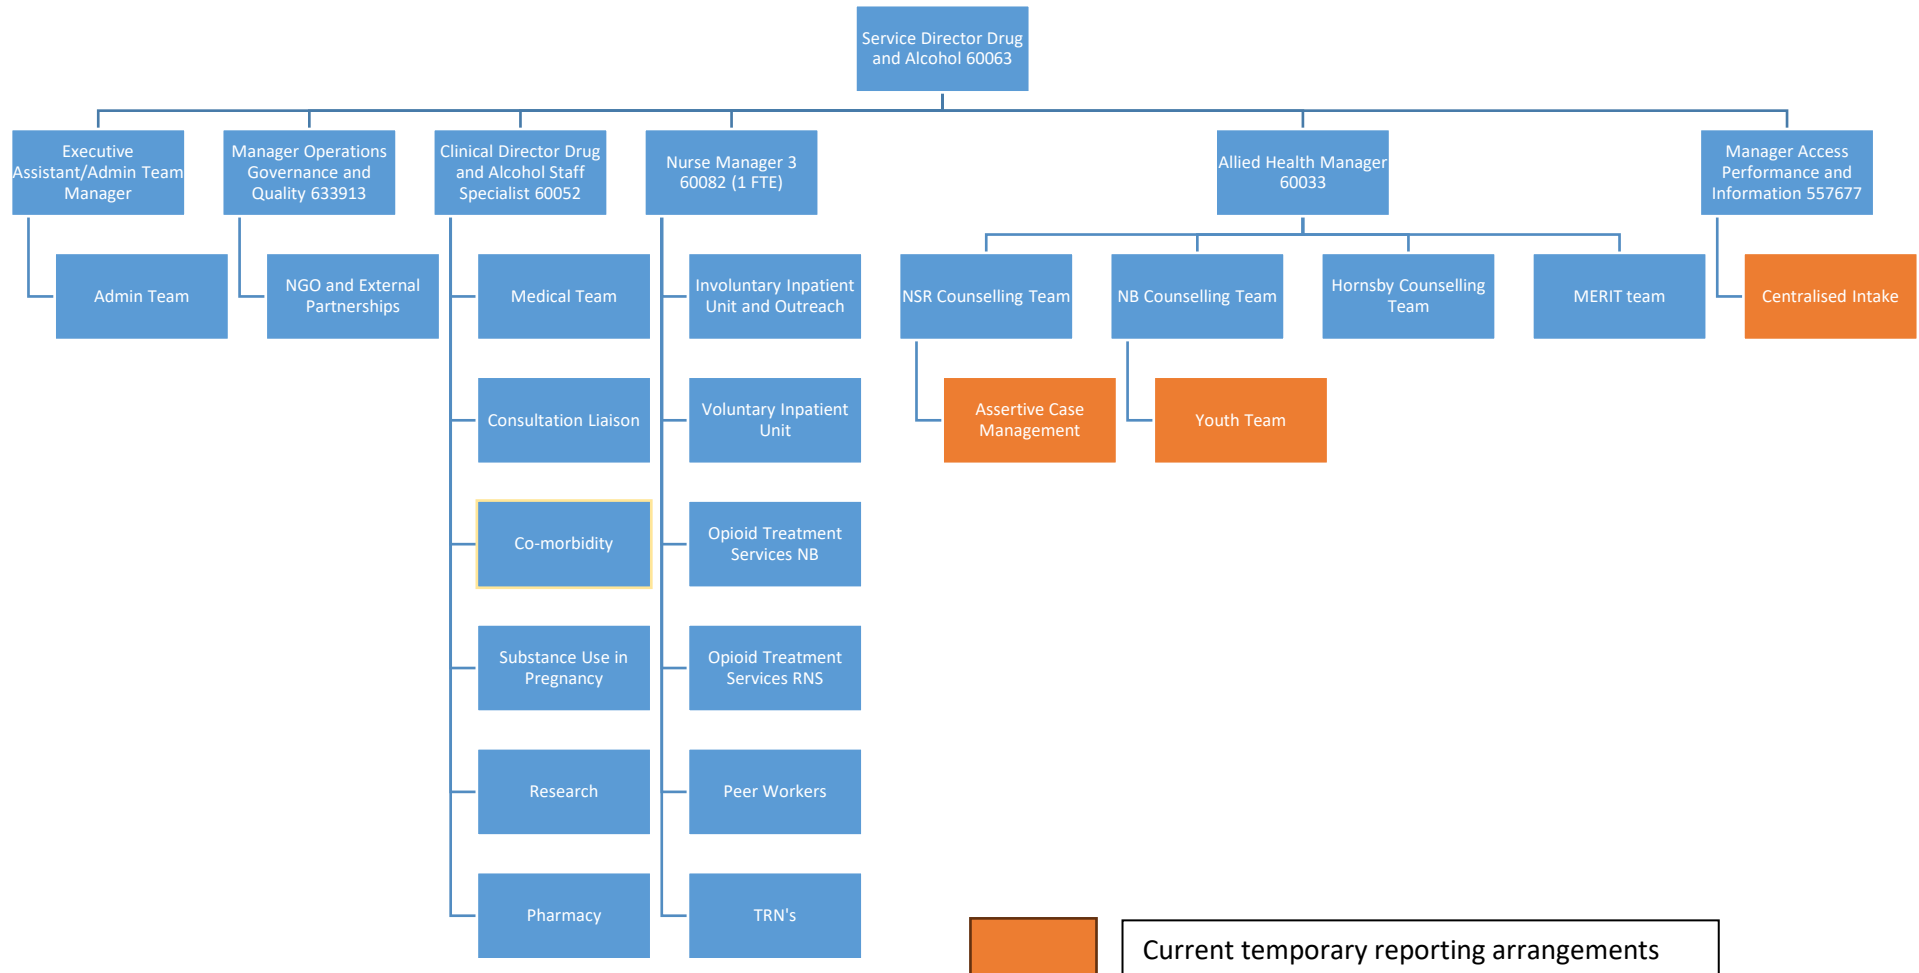 Service Director Drug
and Alcohol 60063
Executive
Assistant/Admin Team
Manager
Manager Operations
Governance and
Quality 633913
Clinical Director Drug
and Alcohol Staff
Specialist 60052
Nurse Manager 3
60082 (1 FTE)
Allied Health Manager
60033
Manager Access
Performance and
Information 557677
Admin Team
NGO and External
Partnerships
Medical Team
Involuntary Inpatient
Unit and Outreach
NSR Counselling Team
NB Counselling Team
Hornsby Counselling
Team
MERIT team
Centralised Intake
Consultation Liaison
Voluntary Inpatient
Unit
Assertive Case
Management
Youth Team
Co-morbidity
Opioid Treatment
Services NB
Substance Use in
Pregnancy
Opioid Treatment
Services RNS
Research
Peer Workers
Pharmacy
TRN's
Current temporary reporting arrangements